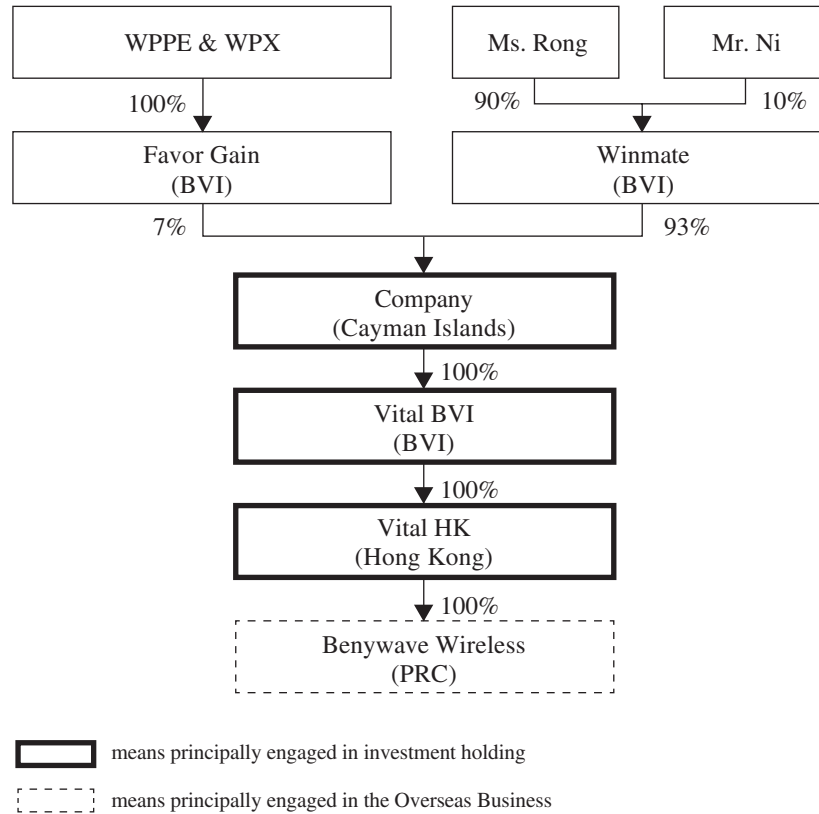 WPPE & WPX
Ms. Rong
Mr. Ni
100%
90%
10%
Favor Gain
(BVI)
Winmate
(BVI)
7%
93%
Company
(Cayman Islands)
100%
Vital BVI
(BVI)
100%
Vital HK
(Hong Kong)
100%
Benywave Wireless
(PRC)
means principally engaged in investment holding
means principally engaged in the Overseas Business